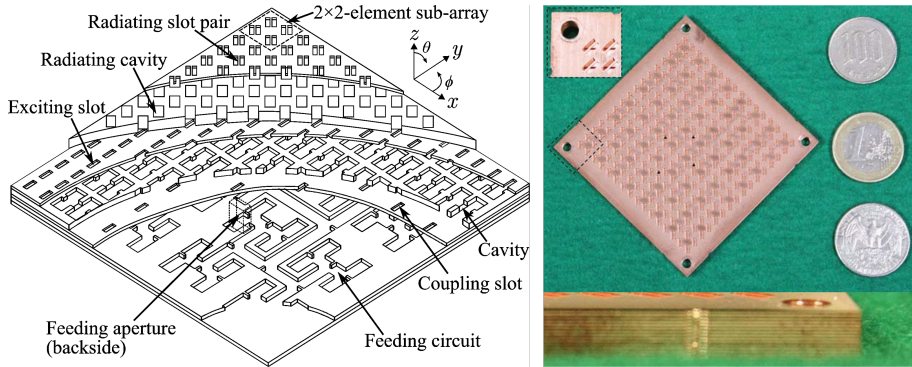 Radiating slot pair
2×2-element sub-array
Radiating cavity
Exciting slot
z
θ
y
ϕ
x
Cavity
Coupling slot
Feeding aperture
(backside)
Feeding circuit
100
1